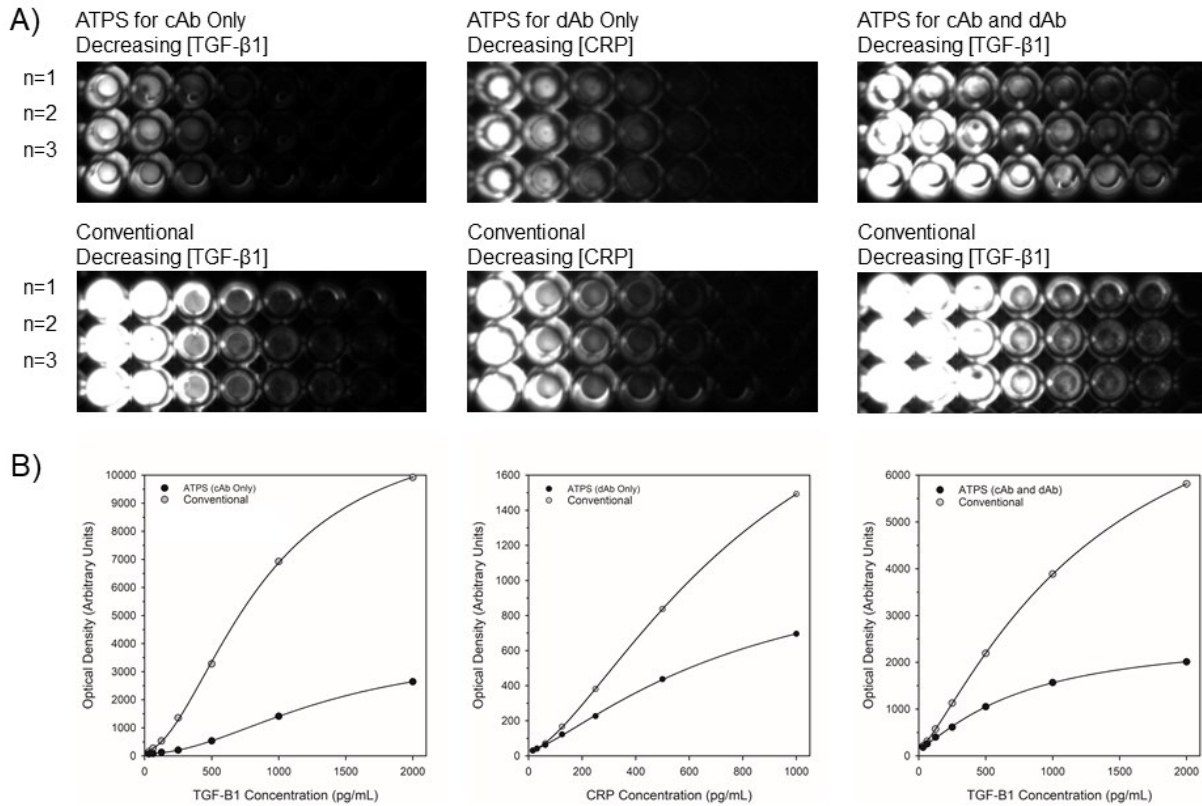 A)
ATPS for cAb Only
Decreasing [TGF-β1]
ATPS for dAb Only
Decreasing [CRP]
ATPS for cAb and dAb
Decreasing [TGF-β1]
n=1
n=2
n=3
Conventional
Decreasing [TGF-β1]
Conventional
Decreasing [CRP]
Conventional
Decreasing [TGF-β1]
n=1
n=2
n=3
B)
Optical Density (Arbitrary Units)
10000
9000
8000
7000
6000
5000
4000
3000
2000
1000
0
ATPS (cAb Only)
Conventional
0 500 1000 1500 2000
TGF-B1 Concentration (pg/mL)
Optical Density (Arbitrary Units)
1600
1400
1200
1000
800
600
400
200
0
ATPS (dAb Only)
Conventional
0 200 400 600 800 1000
CRP Concentration (pg/mL)
Optical Density (Arbitrary Units)
6000
5000
4000
3000
2000
1000
0
ATPS (cAb and dAb)
Conventional
0 500 1000 1500 2000
TGF-B1 Concentration (pg/mL)